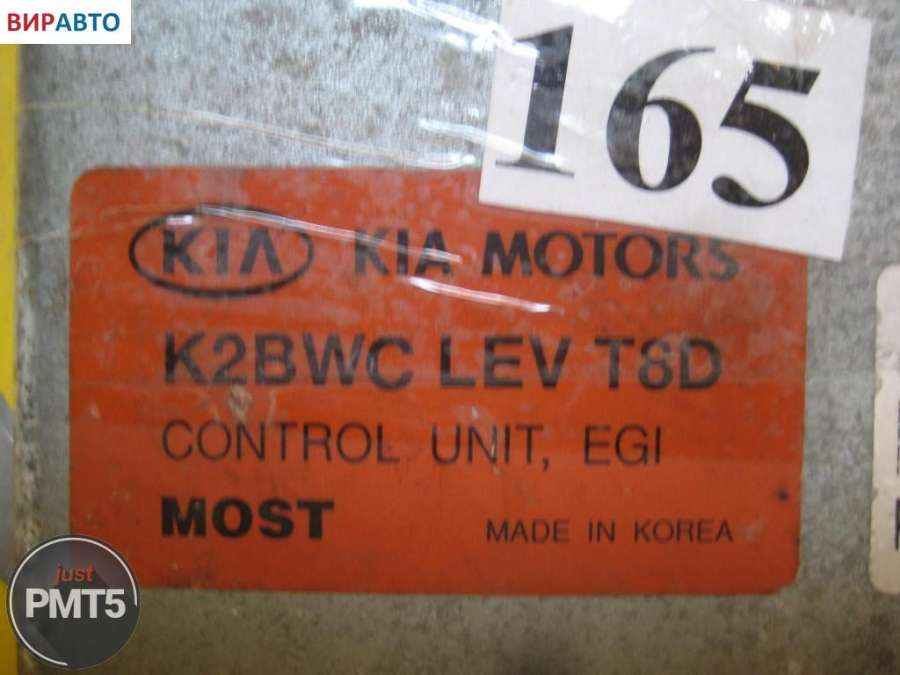 ВИРАВТО
165
KIA KIA MOTORS
K2BWC LEV T8D
CONTROL UNIT, EGI
MOST MADE IN KOREA
just
PMT5